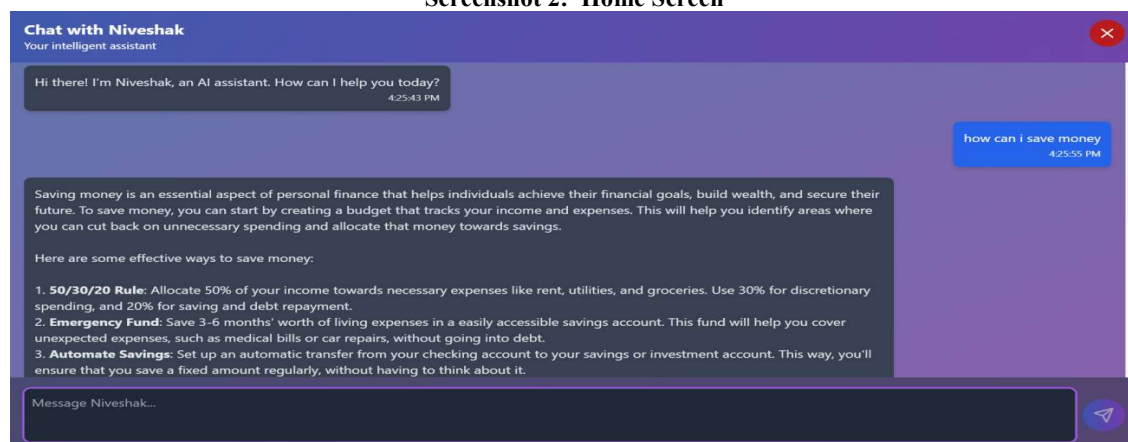 Screenshot 2: Home Screen
Chat with Niveshak
Your intelligent assistant
Hi there! I'm Niveshak, an AI assistant. How can I help you today?
4:25:43 PM
how can i save money
4:25:55 PM
Saving money is an essential aspect of personal finance that helps individuals achieve their financial goals, build wealth, and secure their
future. To save money, you can start by creating a budget that tracks your income and expenses. This will help you identify areas where
you can cut back on unnecessary spending and allocate that money towards savings.
Here are some effective ways to save money:
1. 50/30/20 Rule: Allocate 50% of your income towards necessary expenses like rent, utilities, and groceries. Use 30% for discretionary
spending, and 20% for saving and debt repayment.
2. Emergency Fund: Save 3-6 months' worth of living expenses in a easily accessible savings account. This fund will help you cover
unexpected expenses, such as medical bills or car repairs, without going into debt.
3. Automate Savings: Set up an automatic transfer from your checking account to your savings or investment account. This way, you'll
ensure that you save a fixed amount regularly, without having to think about it.
Message Niveshak...